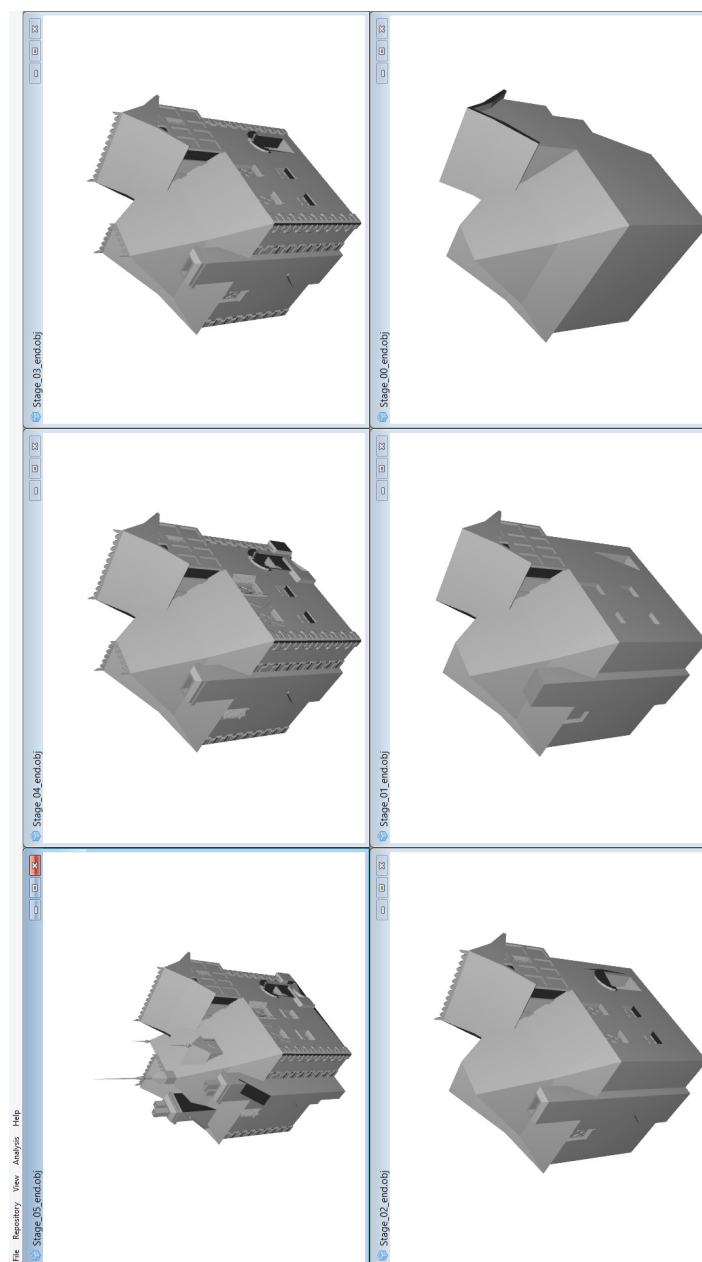 File Repository View Analysis Help
Stage_05_end.obj
Stage_04_end.obj
Stage_03_end.obj
Stage_02_end.obj
Stage_01_end.obj
Stage_00_end.obj